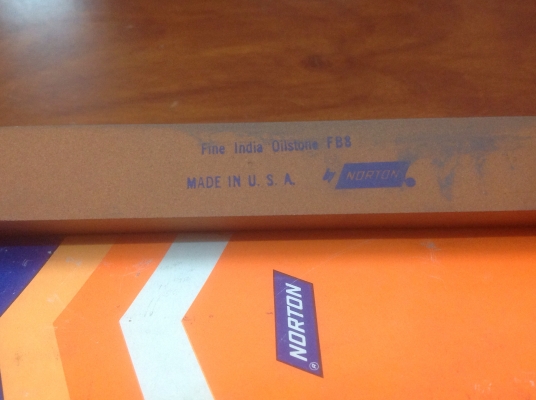 Fine India Oilstone FB8
MADE IN U. S. A. by NORTON®
NORTON®